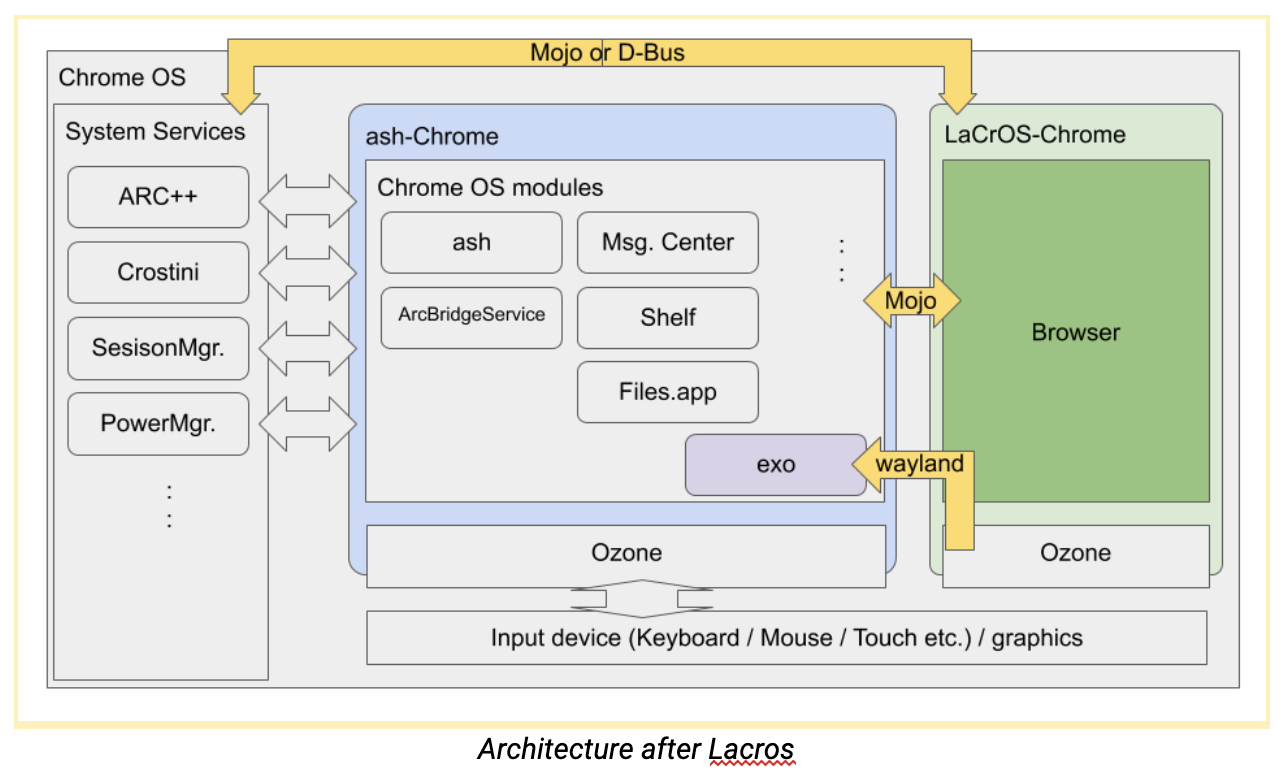 Mojo or D-Bus
Chrome OS
System Services
ARC++
Crostini
SesisonMgr.
PowerMgr.
:
:
ash-Chrome
Chrome OS modules
ash
Msg. Center
:
:
ArcBridgeService
Shelf
Files.app
exo
Ozone
Mojo
wayland
LaCrOS-Chrome
Browser
Ozone
Input device (Keyboard / Mouse / Touch etc.) / graphics
Architecture after Lacros